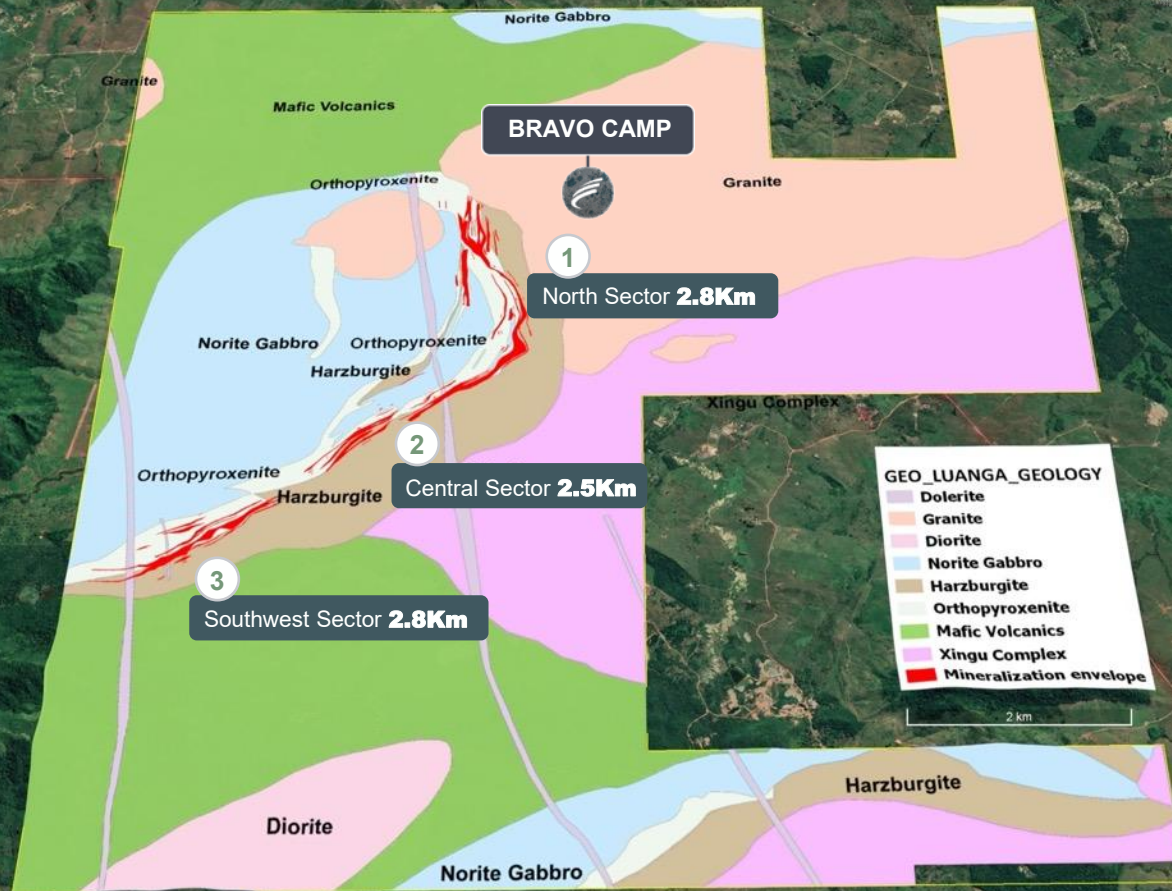 Norite Gabbro
Granite
Mafic Volcanics
BRAVO CAMP
Orthopyroxenite
Granite
1
North Sector 2.8Km
Norite Gabbro
Orthopyroxenite
Harzburgite
Xingu Complex
2
Central Sector 2.5Km
Orthopyroxenite
Harzburgite
3
Southwest Sector 2.8Km
GEO_LUANGA_GEOLOGY
Dolerite
Granite
Diorite
Norite Gabbro
Harzburgite
Orthopyroxenite
Mafic Volcanics
Xingu Complex
Mineralization envelope
2 km
Harzburgite
Diorite
Norite Gabbro